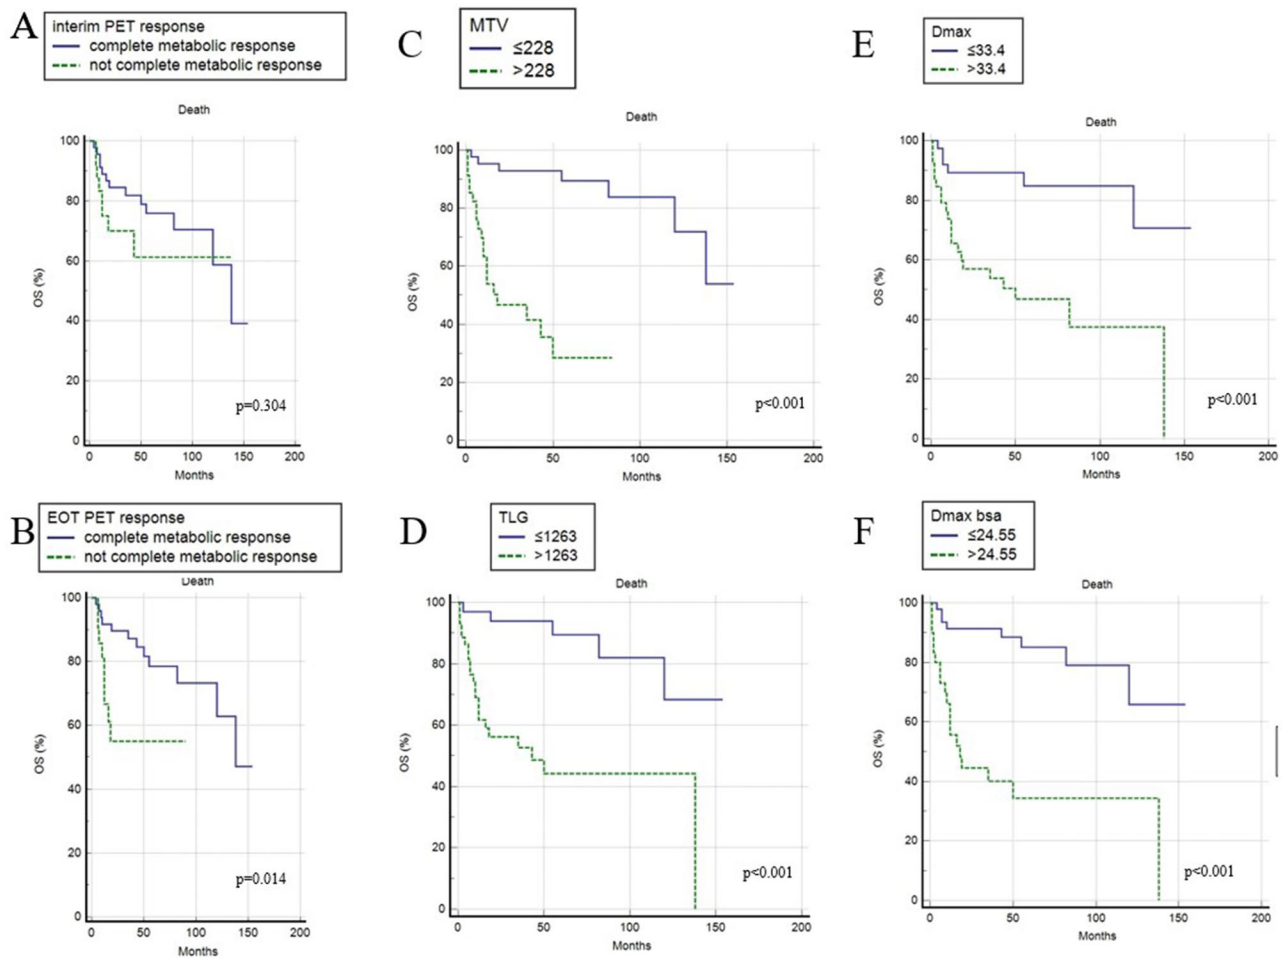 A
interim PET response
complete metabolic response
not complete metabolic response
Death
100
80
60
40
20
0
OS (%)
p=0.304
0 50 100 150 200
Months
C
MTV
≤228
>228
Death
100
80
60
40
20
0
OS (%)
p<0.001
0 50 100 150 200
Months
E
Dmax
≤33.4
>33.4
Death
100
80
60
40
20
0
OS (%)
p<0.001
0 50 100 150 200
Months
B
EOT PET response
complete metabolic response
not complete metabolic response
Death
100
80
60
40
20
0
OS (%)
p=0.014
0 50 100 150 200
Months
D
TLG
≤1263
>1263
Death
100
80
60
40
20
0
OS (%)
p<0.001
0 50 100 150 200
Months
F
Dmax bsa
≤24.55
>24.55
Death
100
80
60
40
20
0
OS (%)
p<0.001
0 50 100 150 200
Months